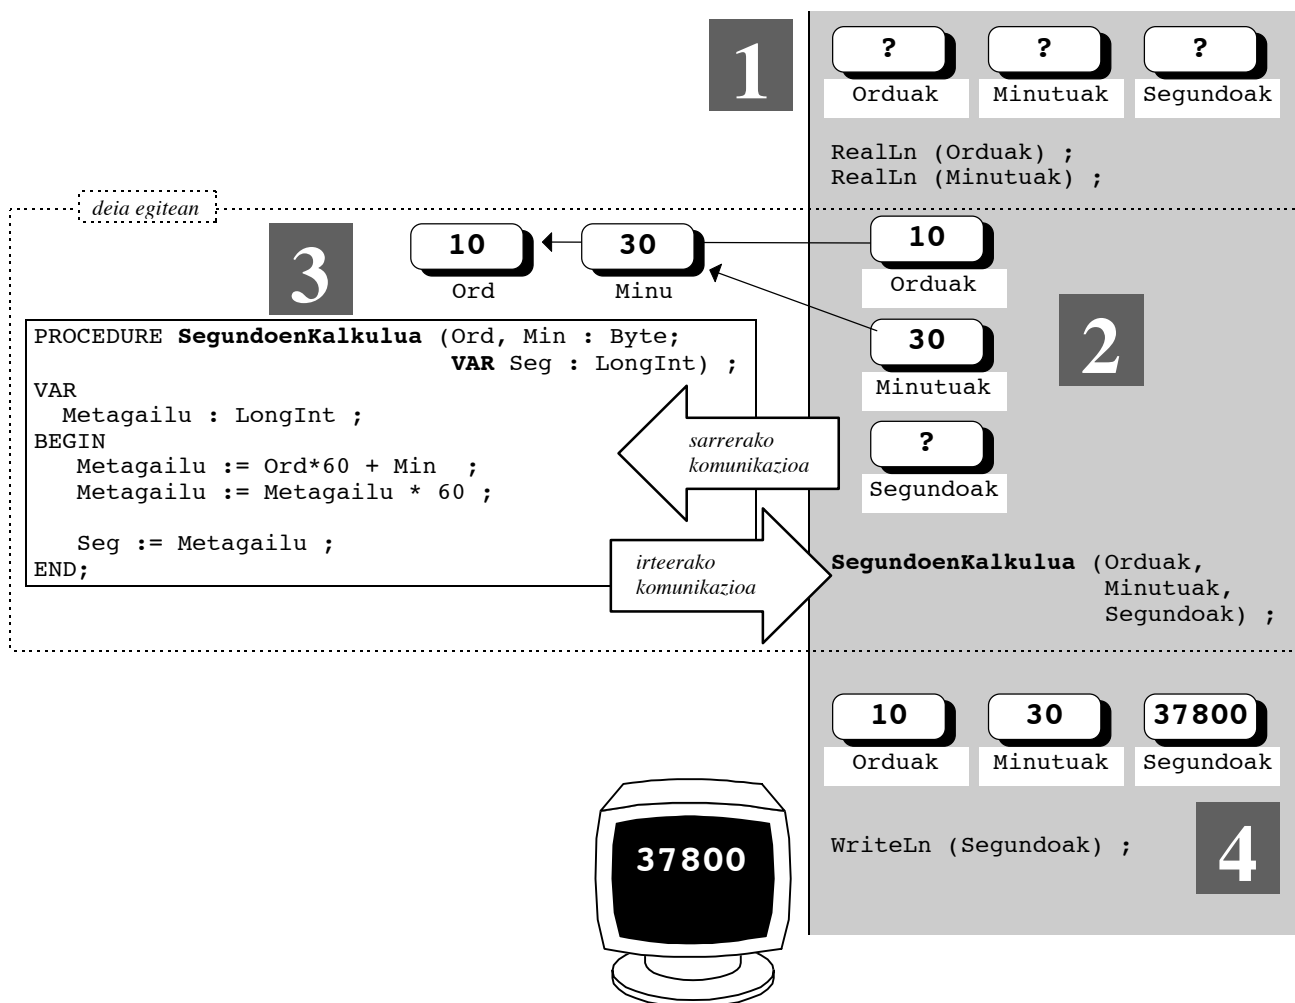 1
? ? ?
Orduak Minutuak Segundoak
RealLn (Orduak) ;
RealLn (Minutuak) ;
deia egitean
3
10 30
Ord Minu
10
Orduak
30
Minutuak
?
Segundoak
2
PROCEDURE SegundoenKalkulua (Ord, Min : Byte;
VAR Seg : LongInt) ;
VAR
Metagailu : LongInt ;
BEGIN
Metagailu := Ord*60 + Min ;
Metagailu := Metagailu * 60 ;
Seg := Metagailu ;
END;
sarrerako
komunikazioa
irteerako
komunikazioa
SegundoenKalkulua (Orduak,
Minutuak,
Segundoak) ;
10 30 37800
Orduak Minutuak Segundoak
WriteLn (Segundoak) ;
4
37800